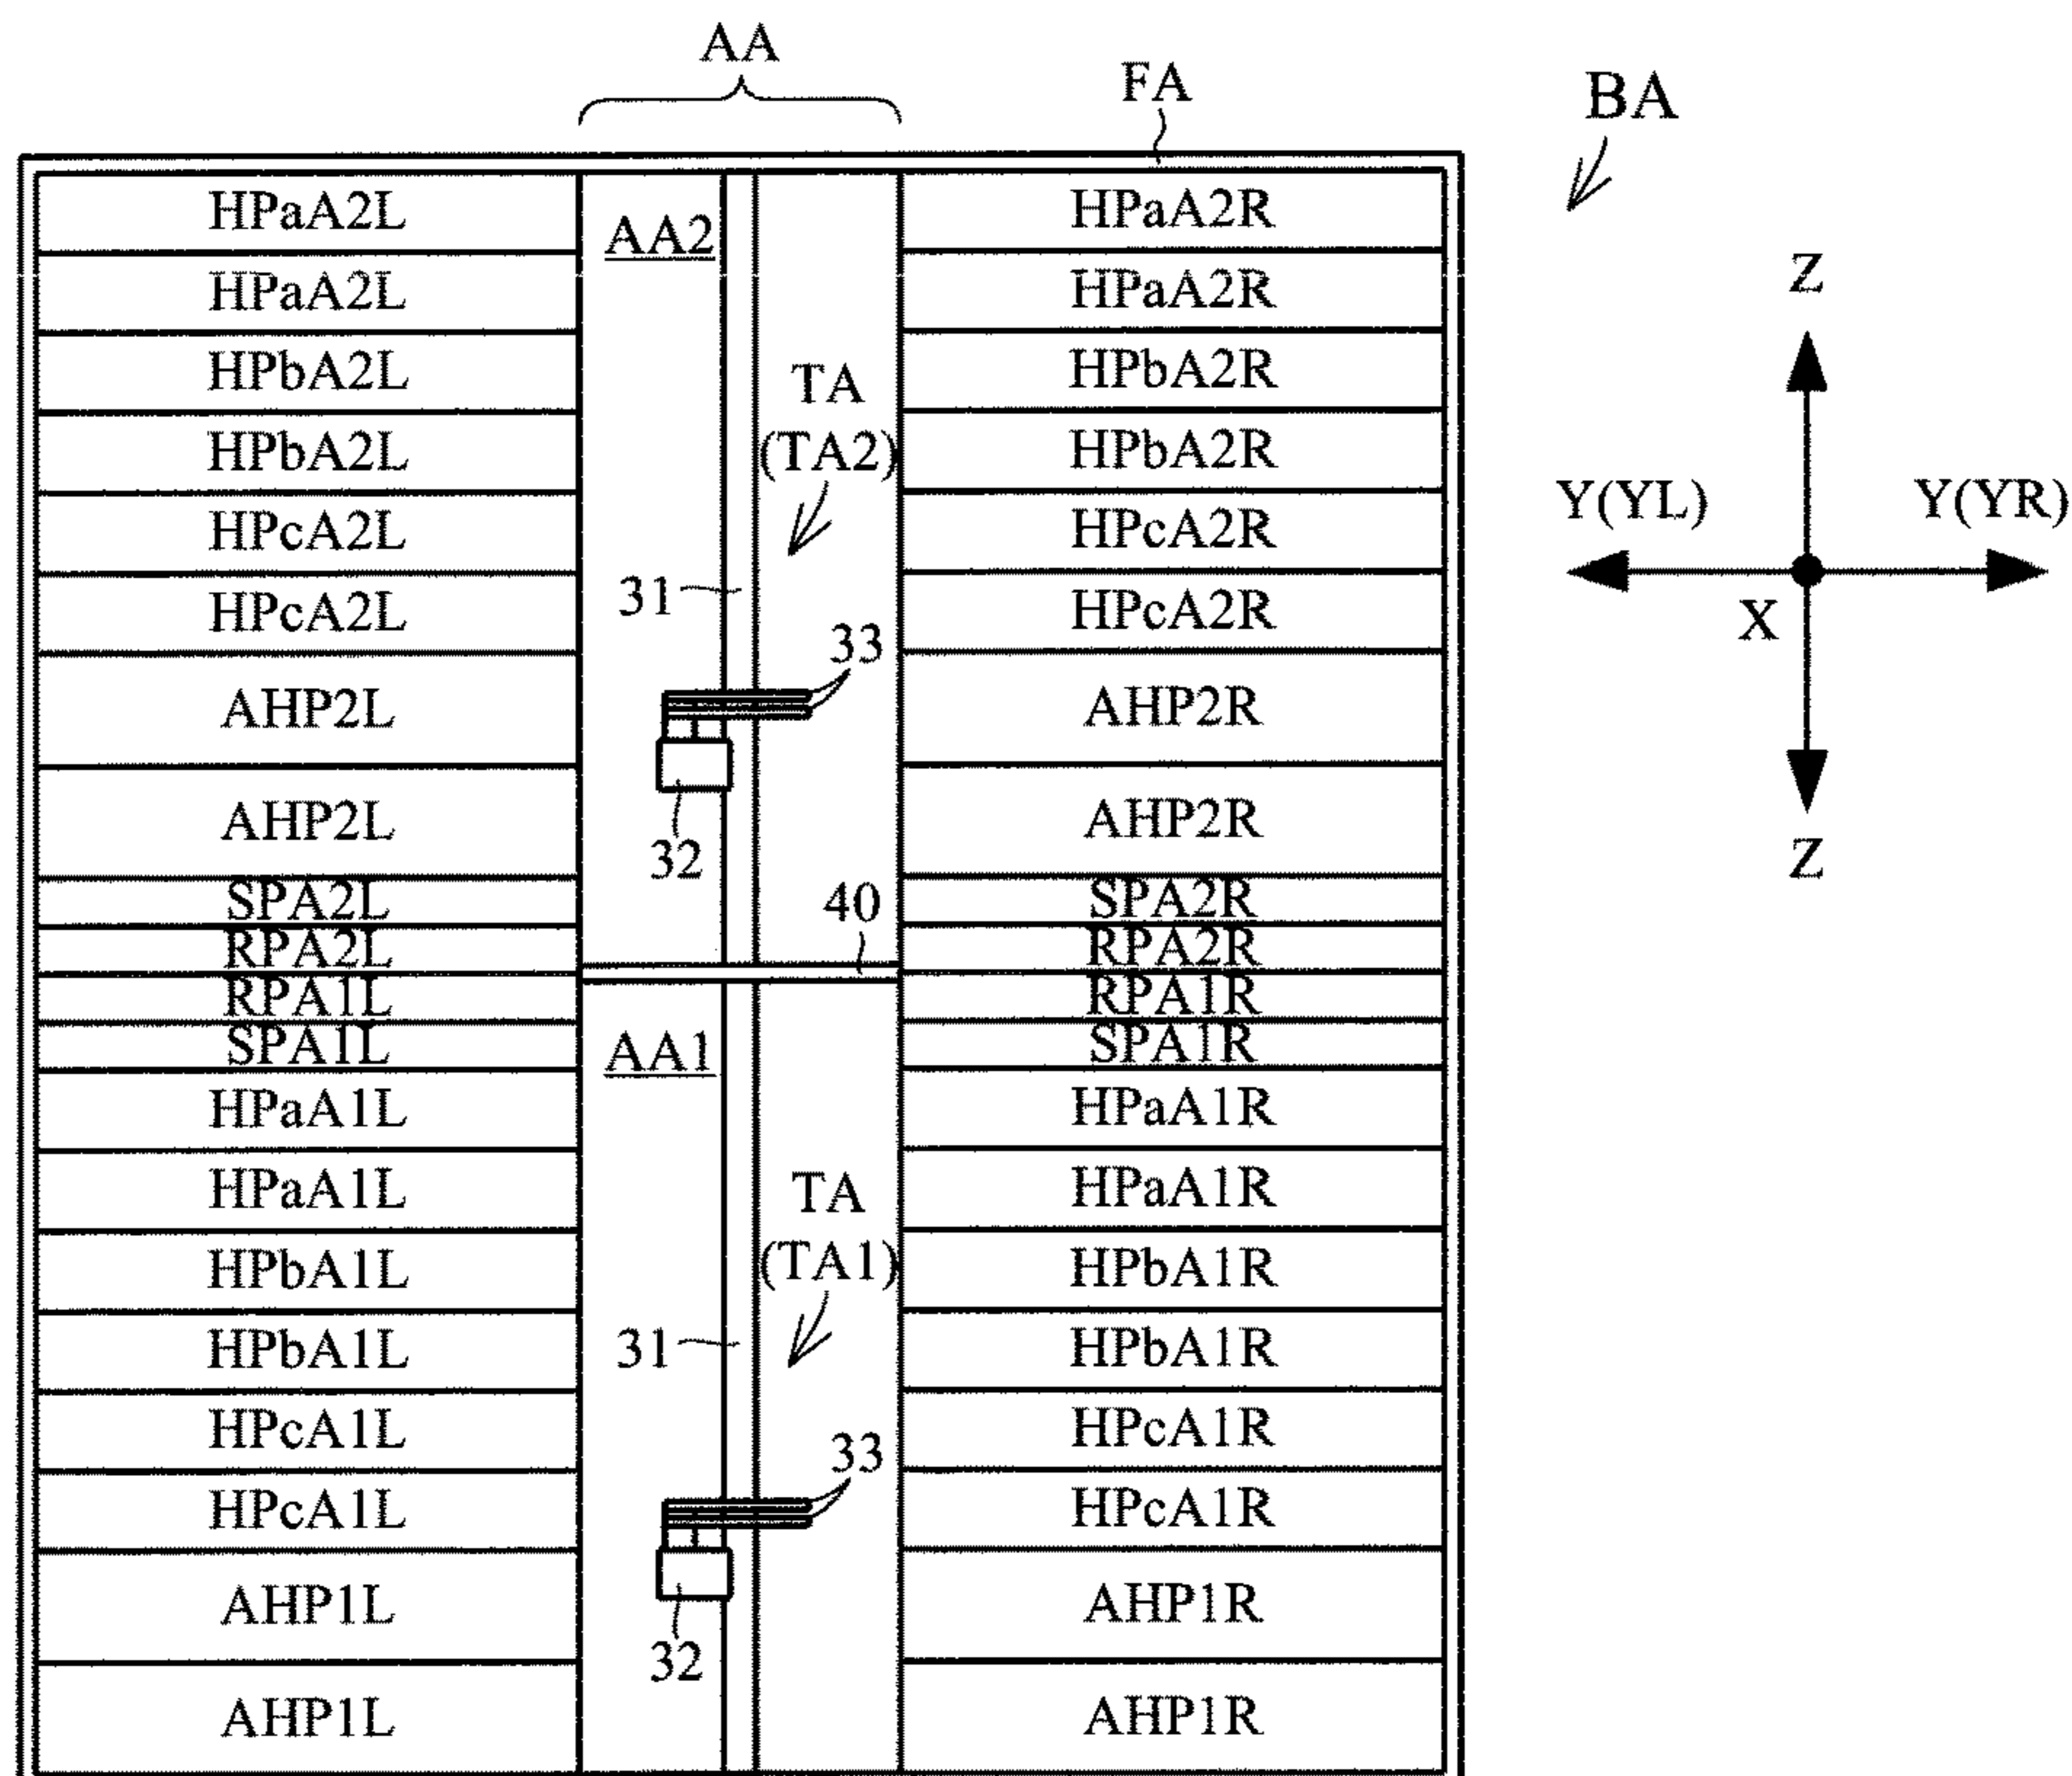 AA
FA
BA
HPaA2L
HPaA2L
HPbA2L
HPbA2L
HPcA2L
HPcA2L
AHP2L
AHP2L
SPA2L
RPA2L
RPA1L
SPA1L
HPaA1L
HPaA1L
HPbA1L
HPbA1L
HPcA1L
HPcA1L
AHP1L
AHP1L
AA2
TA
(TA2)
31
33
32
40
AA1
TA
(TA1)
31
33
32
HPaA2R
HPaA2R
HPbA2R
HPbA2R
HPcA2R
HPcA2R
AHP2R
AHP2R
SPA2R
RPA2R
RPA1R
SPA1R
HPaA1R
HPaA1R
HPbA1R
HPbA1R
HPcA1R
HPcA1R
AHP1R
AHP1R
Z
Y(YL)
Y(YR)
X
Z